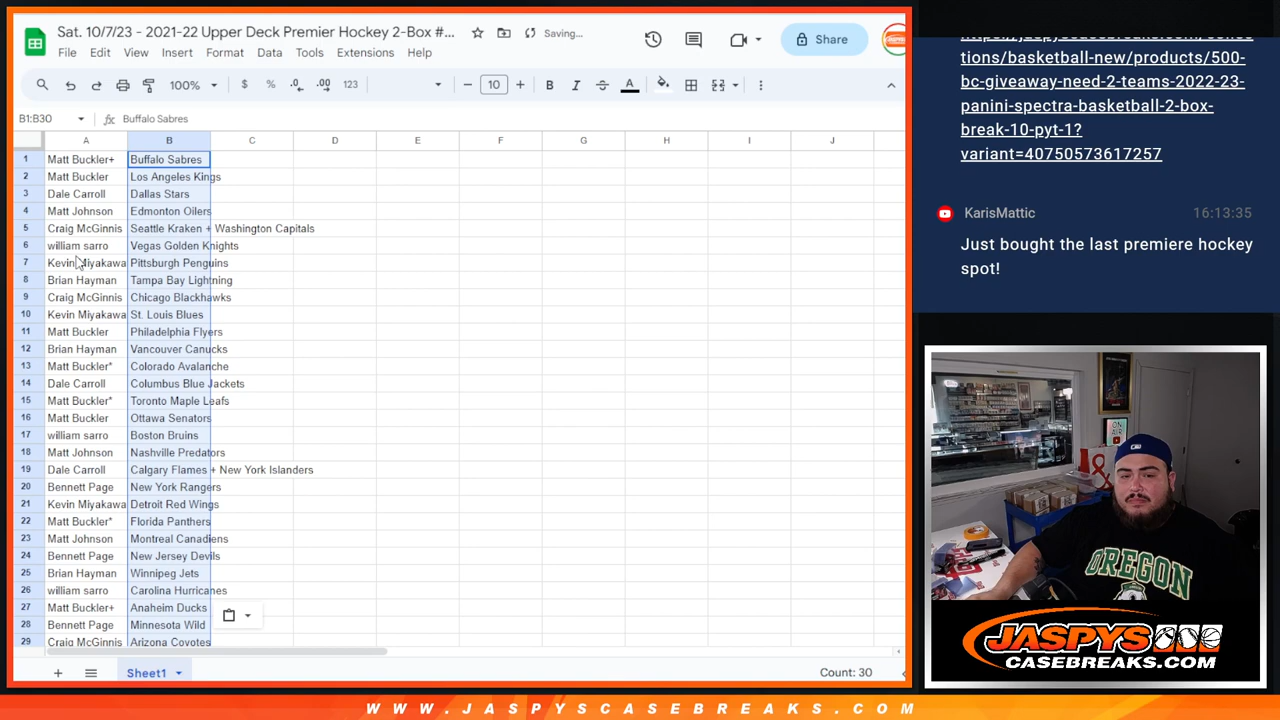 Sat. 10/7/23 - 2021-22 Upper Deck Premier Hockey 2-Box #...
Saving...
Share
File Edit View Insert Format Data Tools Extensions Help
100% $ % .0 .00 123 10 B I A
B1:B30 fx Buffalo Sabres
A B C D E F G H I J
1 Matt Buckler+ Buffalo Sabres
2 Matt Buckler Los Angeles Kings
3 Dale Carroll Dallas Stars
4 Matt Johnson Edmonton Oilers
5 Craig McGinnis Seattle Kraken + Washington Capitals
6 william sarro Vegas Golden Knights
7 Kevin Miyakawa Pittsburgh Penguins
8 Brian Hayman Tampa Bay Lightning
9 Craig McGinnis Chicago Blackhawks
10 Kevin Miyakawa St. Louis Blues
11 Matt Buckler Philadelphia Flyers
12 Brian Hayman Vancouver Canucks
13 Matt Buckler* Colorado Avalanche
14 Dale Carroll Columbus Blue Jackets
15 Matt Buckler* Toronto Maple Leafs
16 Matt Buckler Ottawa Senators
17 william sarro Boston Bruins
18 Matt Johnson Nashville Predators
19 Dale Carroll Calgary Flames + New York Islanders
20 Bennett Page New York Rangers
21 Kevin Miyakawa Detroit Red Wings
22 Matt Buckler* Florida Panthers
23 Matt Johnson Montreal Canadiens
24 Bennett Page New Jersey Devils
25 Brian Hayman Winnipeg Jets
26 william sarro Carolina Hurricanes
27 Matt Buckler+ Anaheim Ducks
28 Bennett Page Minnesota Wild
29 Craig McGinnis Arizona Coyotes
Sheet1
Count: 30
tions/basketball-new/products/500-
bc-giveaway-need-2-teams-2022-23-
panini-spectra-basketball-2-box-
break-10-pyt-1?
variant=40750573617257
KarisMattic 16:13:35
Just bought the last premiere hockey
spot!
ON AIR
OREGON
JASPYS
CASEBREAKS.COM
WWW.JASPYSCASEBREAKS.COM